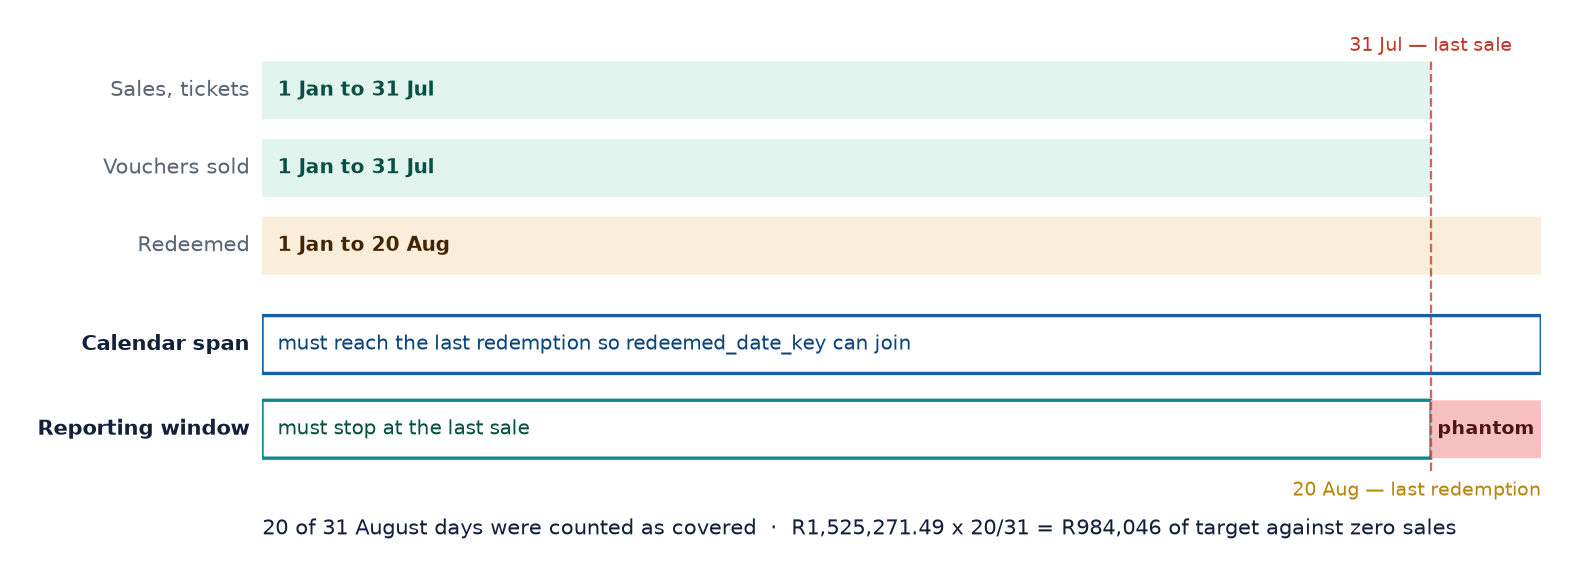 31 Jul — last sale
Sales, tickets
1 Jan to 31 Jul
Vouchers sold
1 Jan to 31 Jul
Redeemed
1 Jan to 20 Aug
Calendar span
must reach the last redemption so redeemed_date_key can join
Reporting window
must stop at the last sale
phantom
20 Aug — last redemption
20 of 31 August days were counted as covered · R1,525,271.49 x 20/31 = R984,046 of target against zero sales